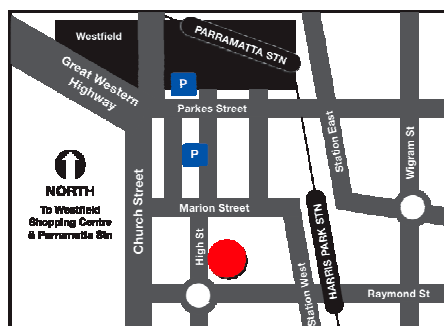 Westfield
PARRAMATTA STN
Great Western
Highway
P
Parkes Street
Station East
Wigram St
P
NORTH
To Westfield
Shopping Centre
& Parramatta Stn
Church Street
Marion Street
High St
HARRIS PARK STN
Station West
Raymond St